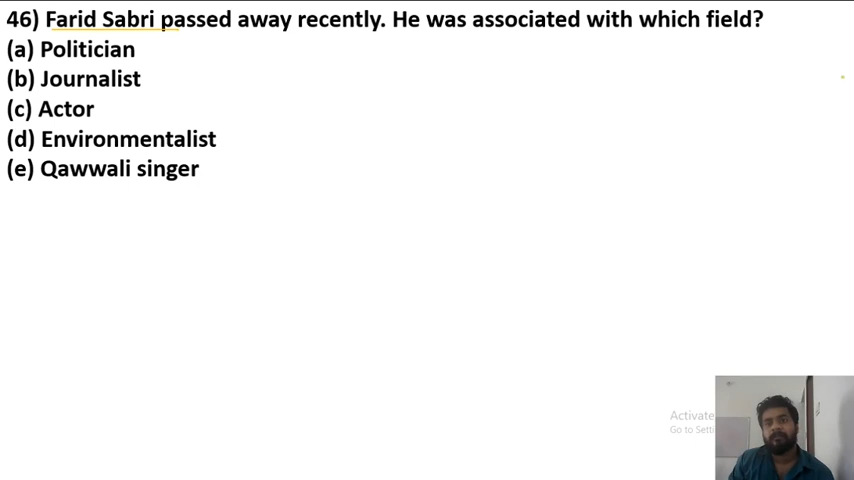 46) Farid Sabri passed away recently. He was associated with which field?
(a) Politician
(b) Journalist
(c) Actor
(d) Environmentalist
(e) Qawwali singer
Activate
Go to Setti